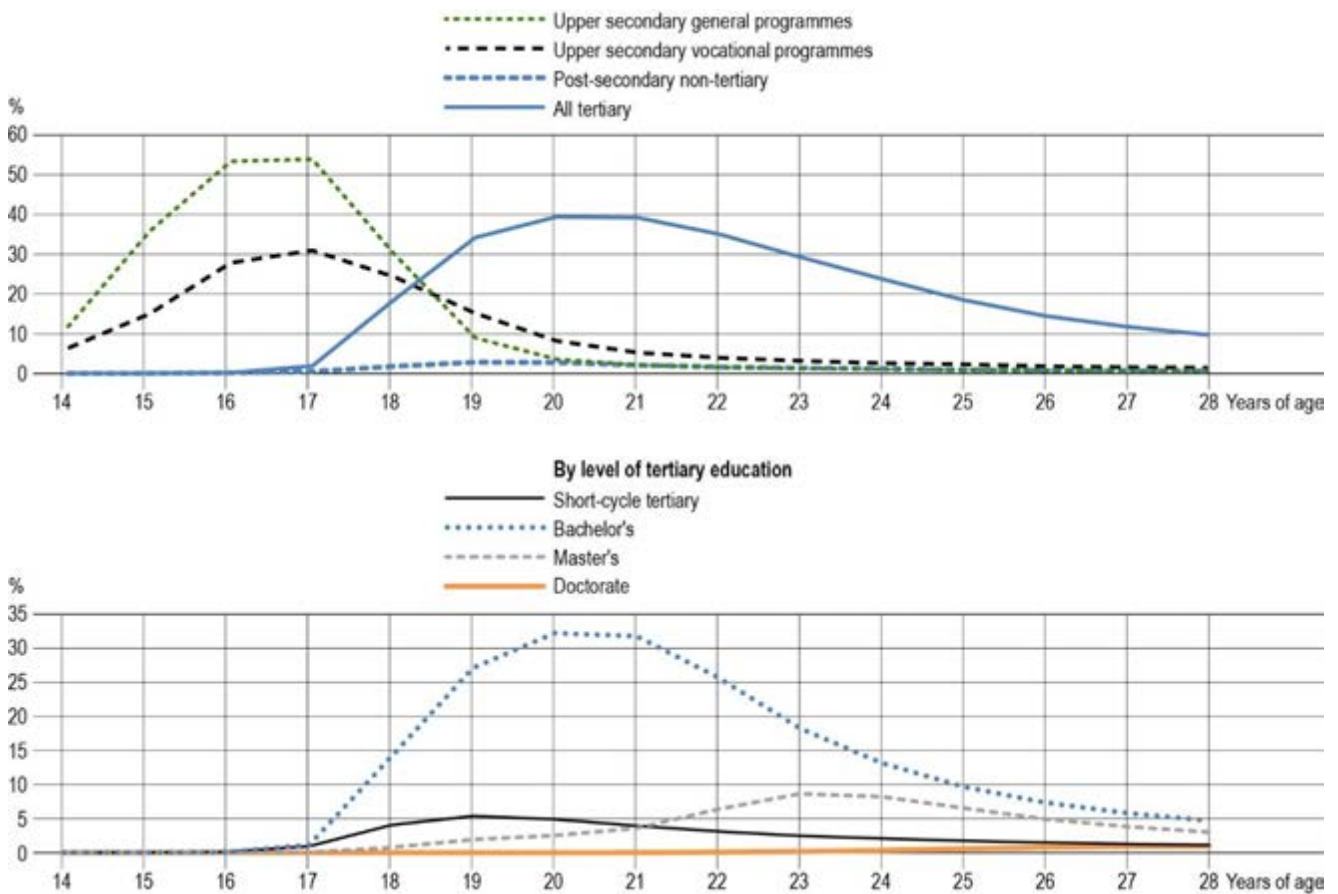 Upper secondary general programmes
Upper secondary vocational programmes
Post-secondary non-tertiary
All tertiary
%
60
50
40
30
20
10
0
14 15 16 17 18 19 20 21 22 23 24 25 26 27 28 Years of age
By level of tertiary education
Short-cycle tertiary
Bachelor's
Master's
Doctorate
%
35
30
25
20
15
10
5
0
14 15 16 17 18 19 20 21 22 23 24 25 26 27 28 Years of age